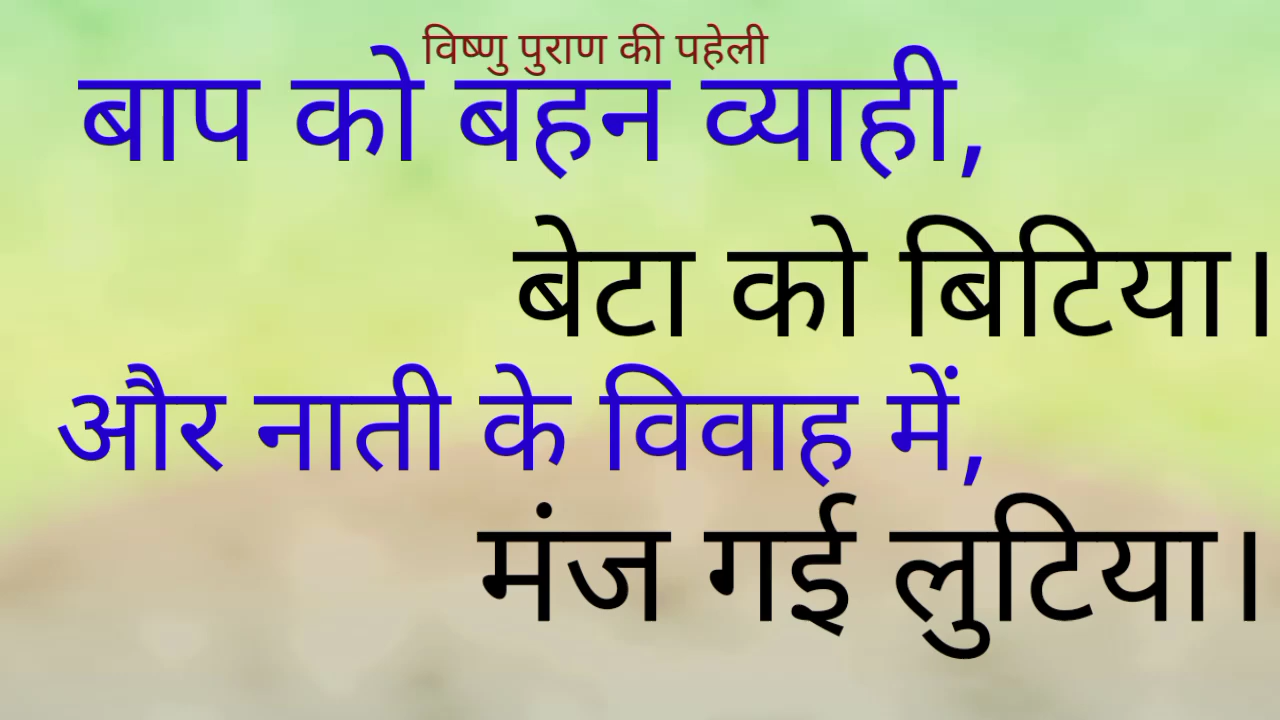 विष्णु पुराण की पहेली
बाप को बहन व्याही,
बेटा को बिटिया।
और नाती के विवाह में,
मंज गई लुटिया।